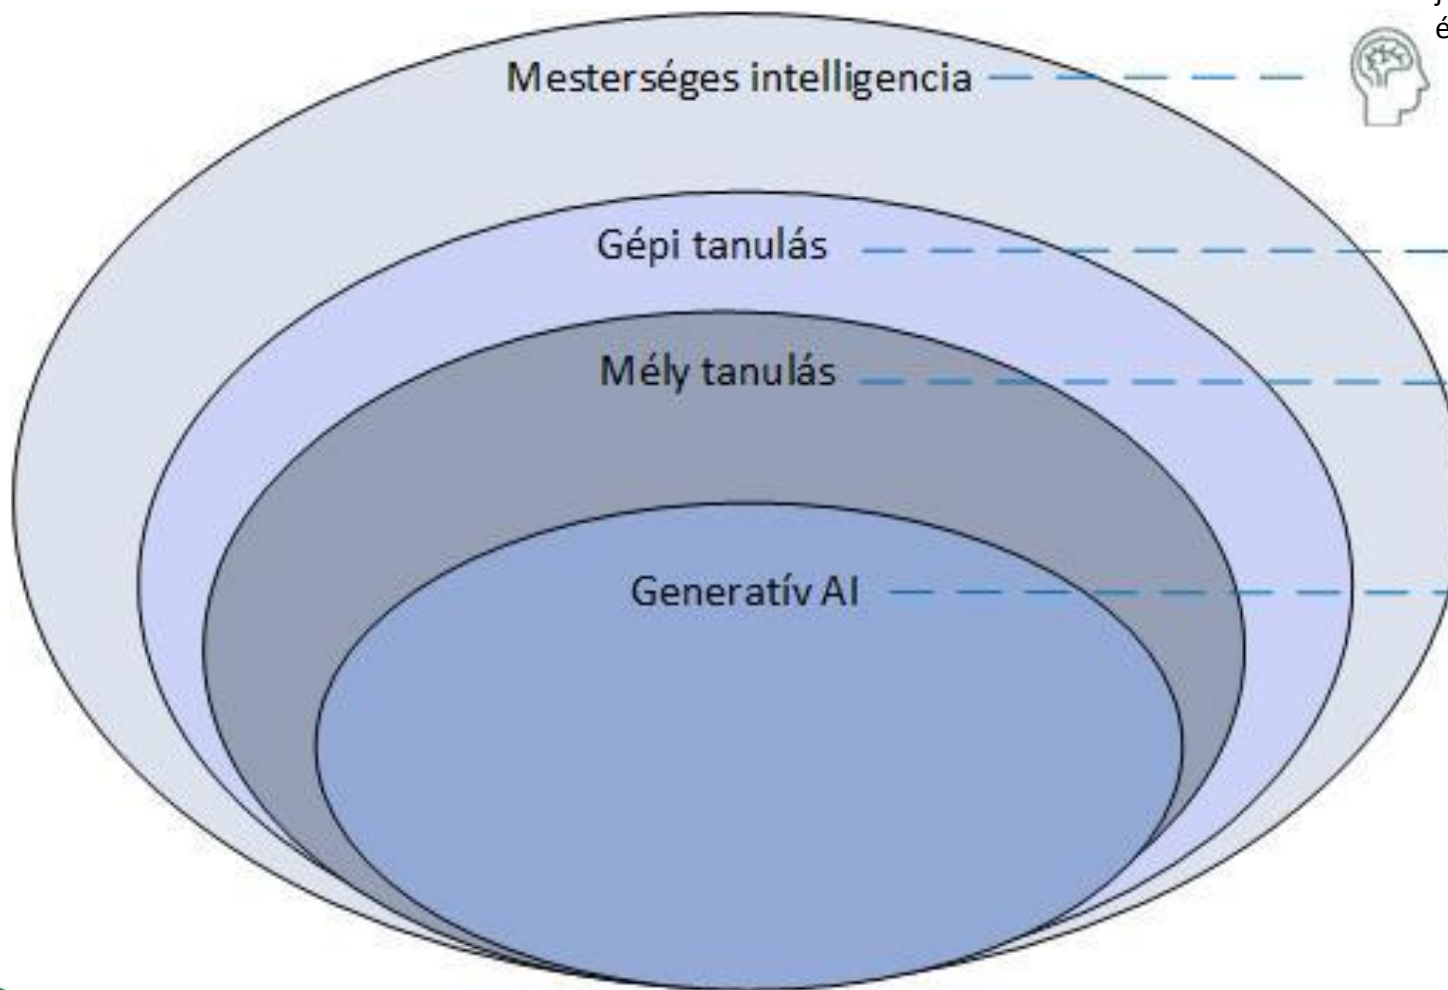 Mesterséges intelligencia
Gépi tanulás
Mély tanulás
Generatív AI